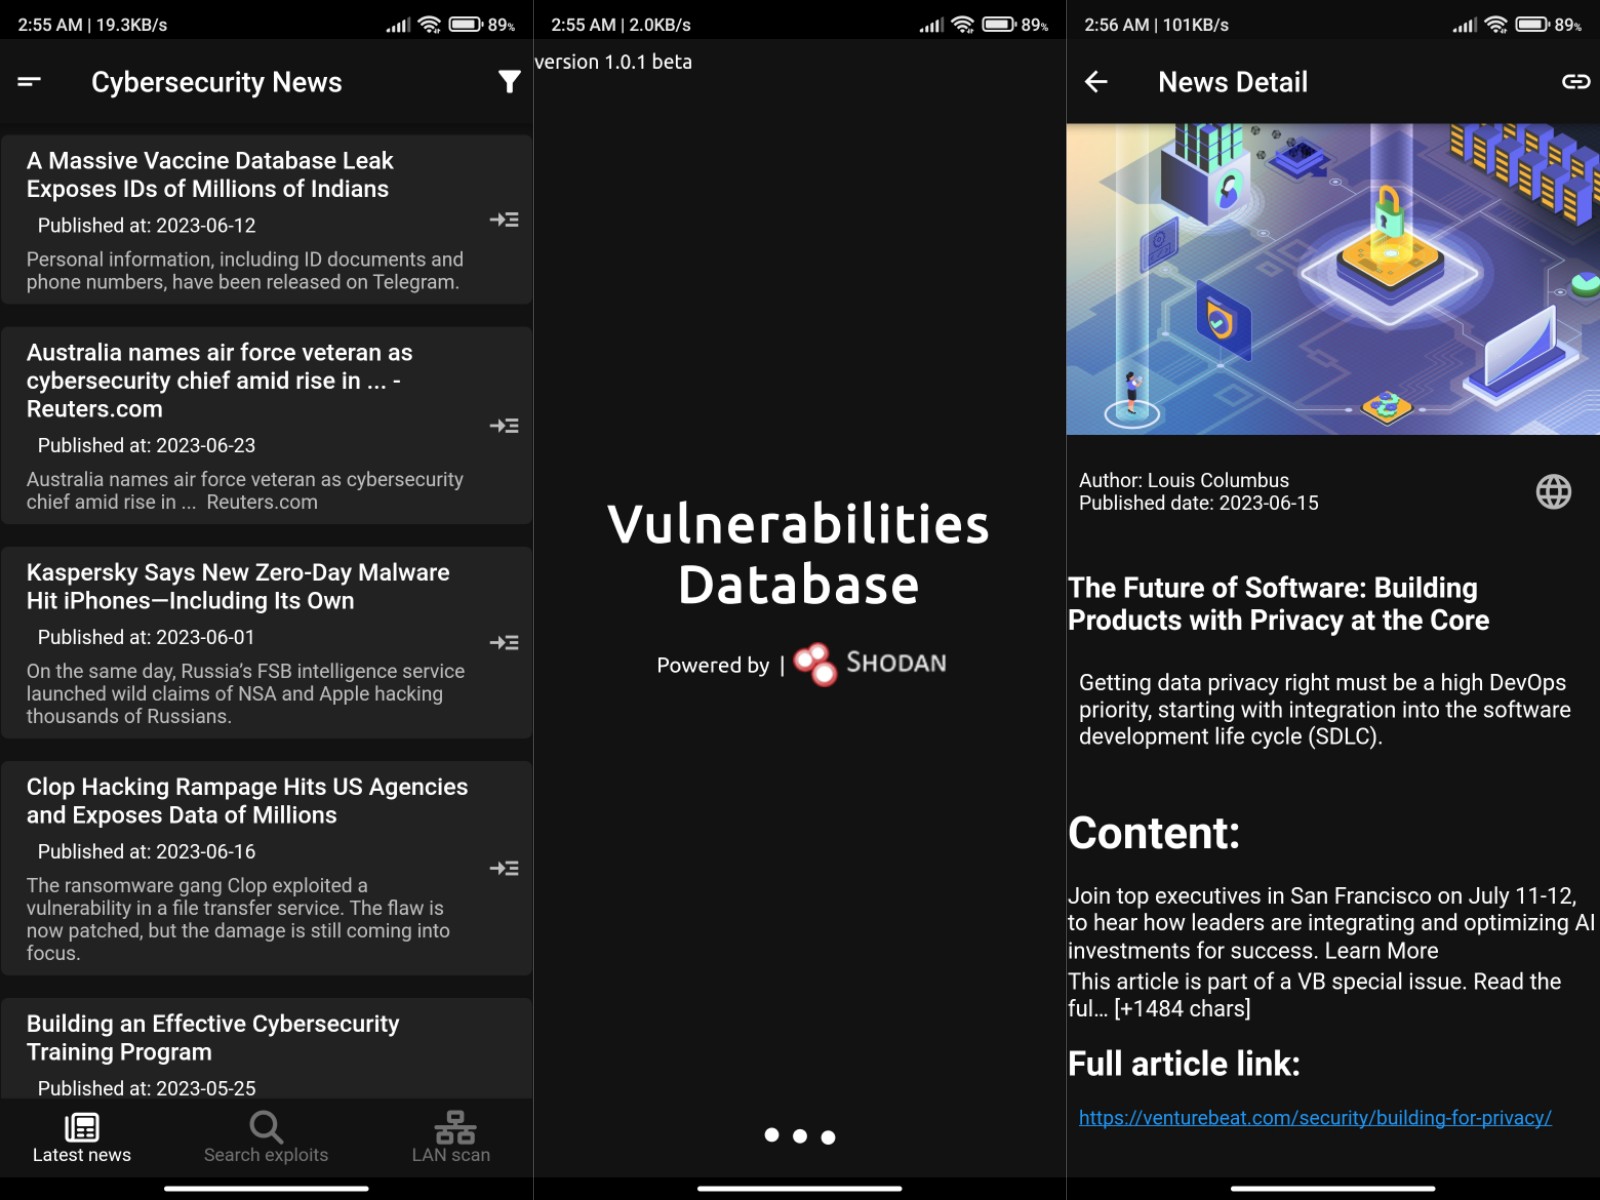 2:55 AM | 19.3KB/s
89%
Cybersecurity News
A Massive Vaccine Database Leak
Exposes IDs of Millions of Indians
Published at: 2023-06-12
Personal information, including ID documents and
phone numbers, have been released on Telegram.
Australia names air force veteran as
cybersecurity chief amid rise in ... -
Reuters.com
Published at: 2023-06-23
Australia names air force veteran as cybersecurity
chief amid rise in ...  Reuters.com
Kaspersky Says New Zero-Day Malware
Hit iPhones—Including Its Own
Published at: 2023-06-01
On the same day, Russia’s FSB intelligence service
launched wild claims of NSA and Apple hacking
thousands of Russians.
Clop Hacking Rampage Hits US Agencies
and Exposes Data of Millions
Published at: 2023-06-16
The ransomware gang Clop exploited a
vulnerability in a file transfer service. The flaw is
now patched, but the damage is still coming into
focus.
Building an Effective Cybersecurity
Training Program
Published at: 2023-05-25
Latest news
Search exploits
LAN scan
2:55 AM | 2.0KB/s
89%
version 1.0.1 beta
Vulnerabilities
Database
Powered by | SHODAN
2:56 AM | 101KB/s
89%
News Detail
Author: Louis Columbus
Published date: 2023-06-15
The Future of Software: Building
Products with Privacy at the Core
Getting data privacy right must be a high DevOps
priority, starting with integration into the software
development life cycle (SDLC).
Content:
Join top executives in San Francisco on July 11-12,
to hear how leaders are integrating and optimizing AI
investments for success. Learn More
This article is part of a VB special issue. Read the
ful… [+1484 chars]
Full article link:
https://venturebeat.com/security/building-for-privacy/